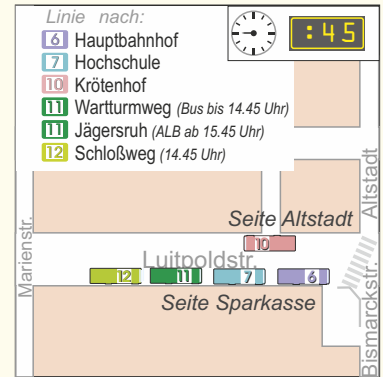 Linie nach:
6 Hauptbahnhof
7 Hochschule
10 Krötenhof
11 Wartturmweg (Bus bis 14.45 Uhr)
11 Jägersruh (ALB ab 15.45 Uhr)
12 Schloßweg (14.45 Uhr)
:45
Marienstr.
Altstadt
Seite Altstadt
10
Luitpoldstr.
12 11 7 6
Seite Sparkasse
Bismarckstr.